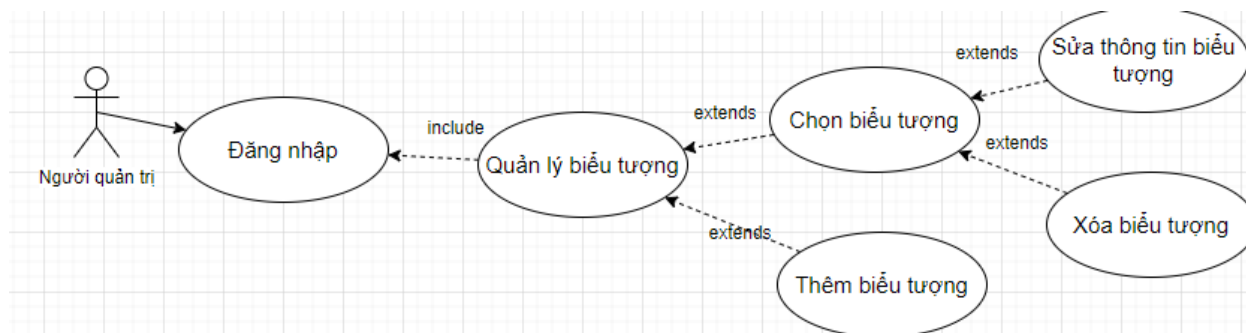 Người quản trị
Đăng nhập
include
Quản lý biểu tượng
extends
Chọn biểu tượng
extends
Sửa thông tin biểu
tượng
extends
Xóa biểu tượng
extends
Thêm biểu tượng